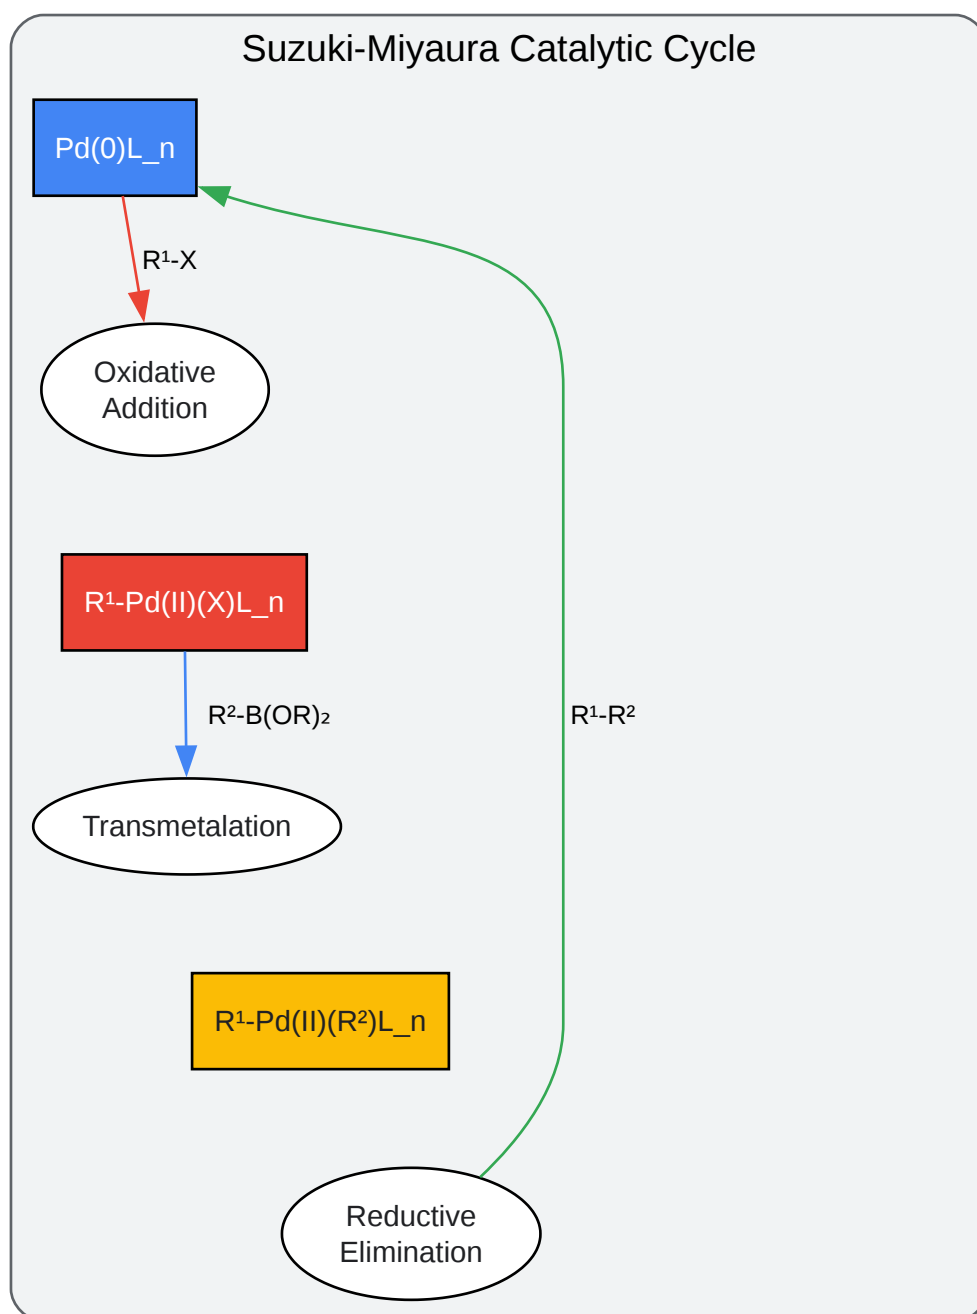 Suzuki-Miyaura Catalytic Cycle
Pd(0)L_n
R¹-X
Oxidative
Addition
R¹-Pd(II)(X)L_n
R²-B(OR)₂
R¹-R²
Transmetalation
R¹-Pd(II)(R²)L_n
Reductive
Elimination